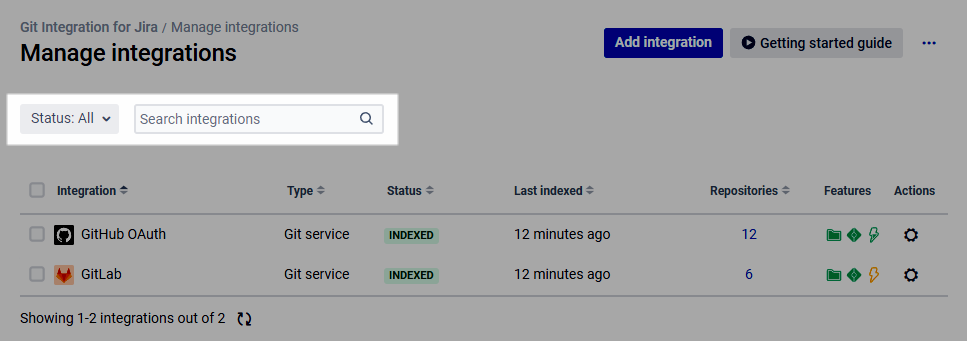 Git Integration for Jira / Manage integrations
Manage integrations
Add integration
Getting started guide
Status: All
Search integrations
Integration Type Status Last indexed Repositories Features Actions
GitHub OAuth Git service INDEXED 12 minutes ago 12
GitLab Git service INDEXED 12 minutes ago 6
Showing 1-2 integrations out of 2